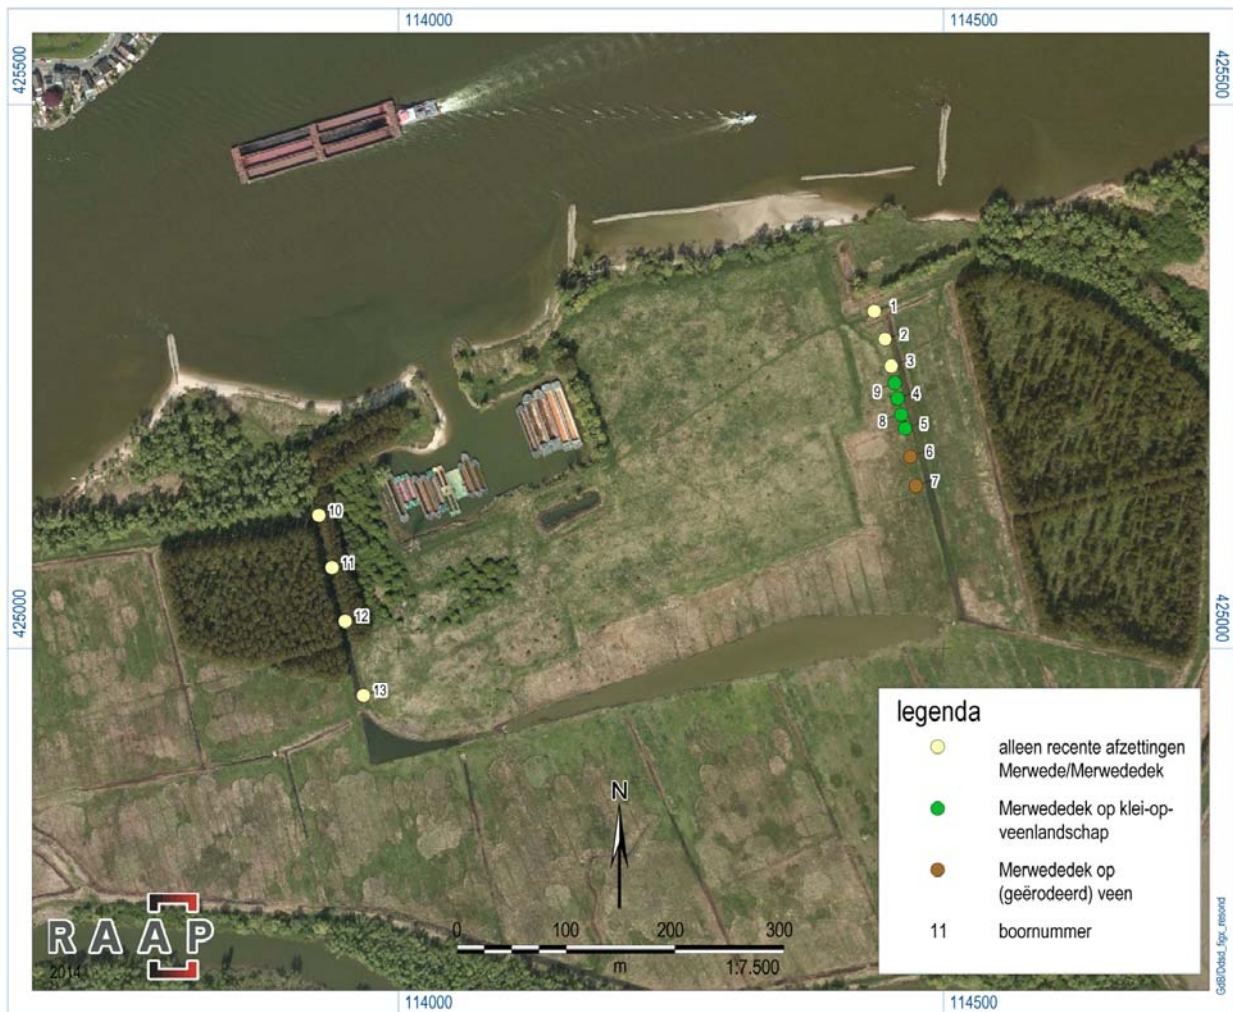 114000
114500
425500
425500
1
2
3
9
4
8
5
6
7
10
11
12
13
425000
425000
legenda
alleen recente afzettingen
Merwede/Merwededek
Merwededek op klei-op-
veenlandschap
Merwededek op
(geërodeerd) veen
11 boornummer
N
0 100 200 300
m 1:7.500
RAAP
2014
114000
114500